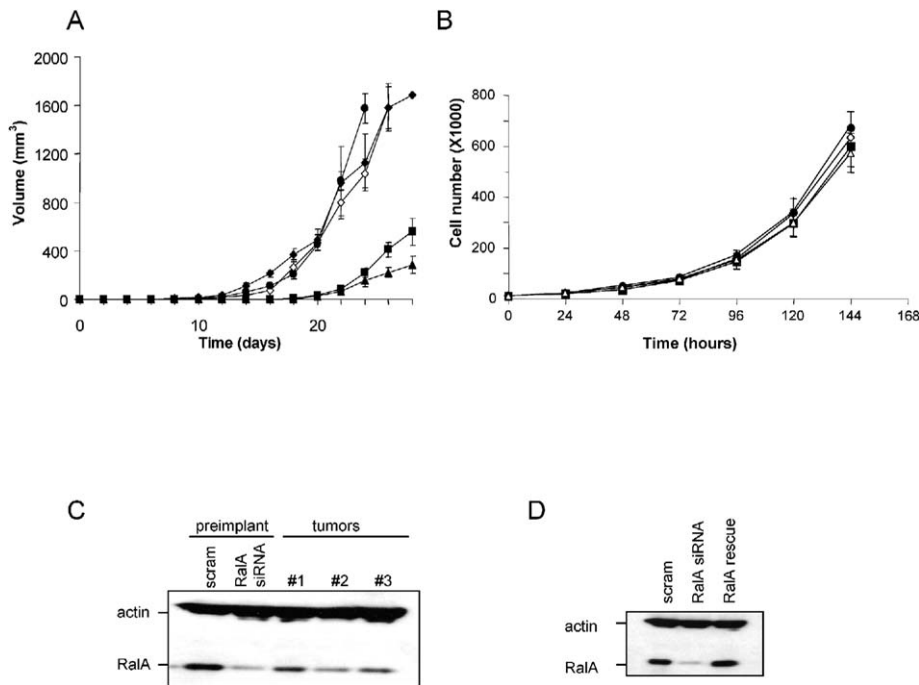 A
2000
1600
1200
800
400
0
Volume (mm³)
0 10 20
Time (days)
B
800
600
400
200
0
Cell number (X1000)
0 24 48 72 96 120 144 168
Time (hours)
C
preimplant tumors
scram
RalA
siRNA
#1 #2 #3
actin
RalA
D
scram
RalA siRNA
RalA rescue
actin
RalA